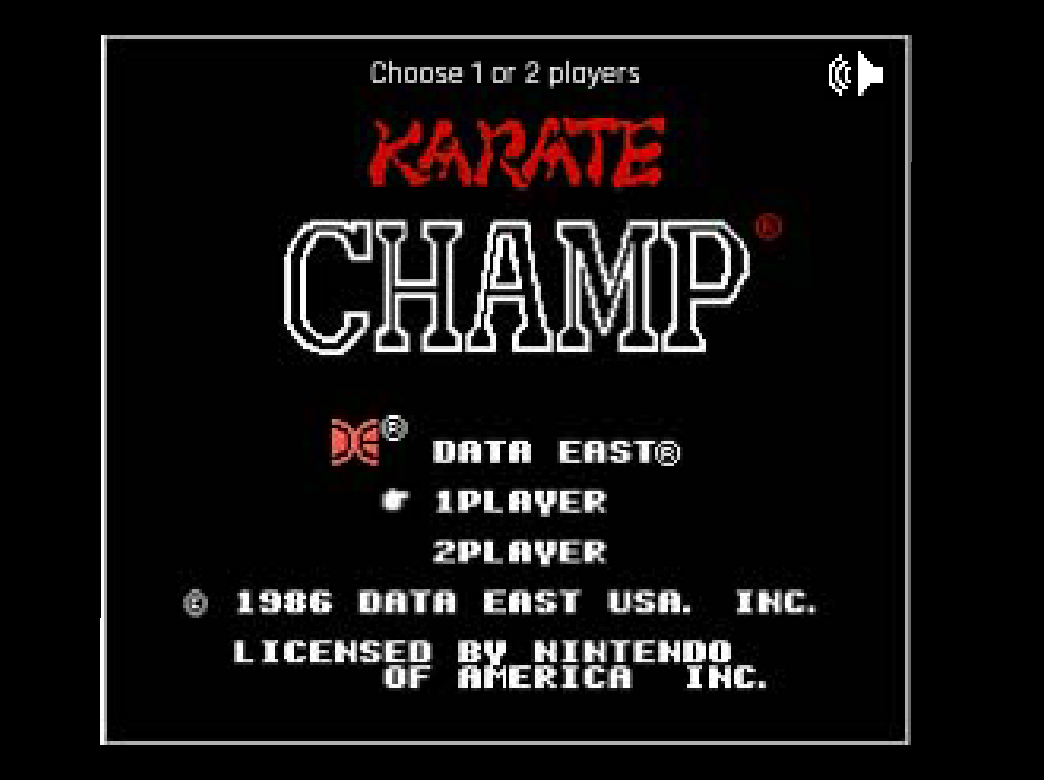 Choose 1 or 2 players
KARATE
CHAMP®
DE® DATA EAST®
1PLAYER
2PLAYER
© 1986 DATA EAST USA. INC.
LICENSED BY NINTENDO
OF AMERICA INC.